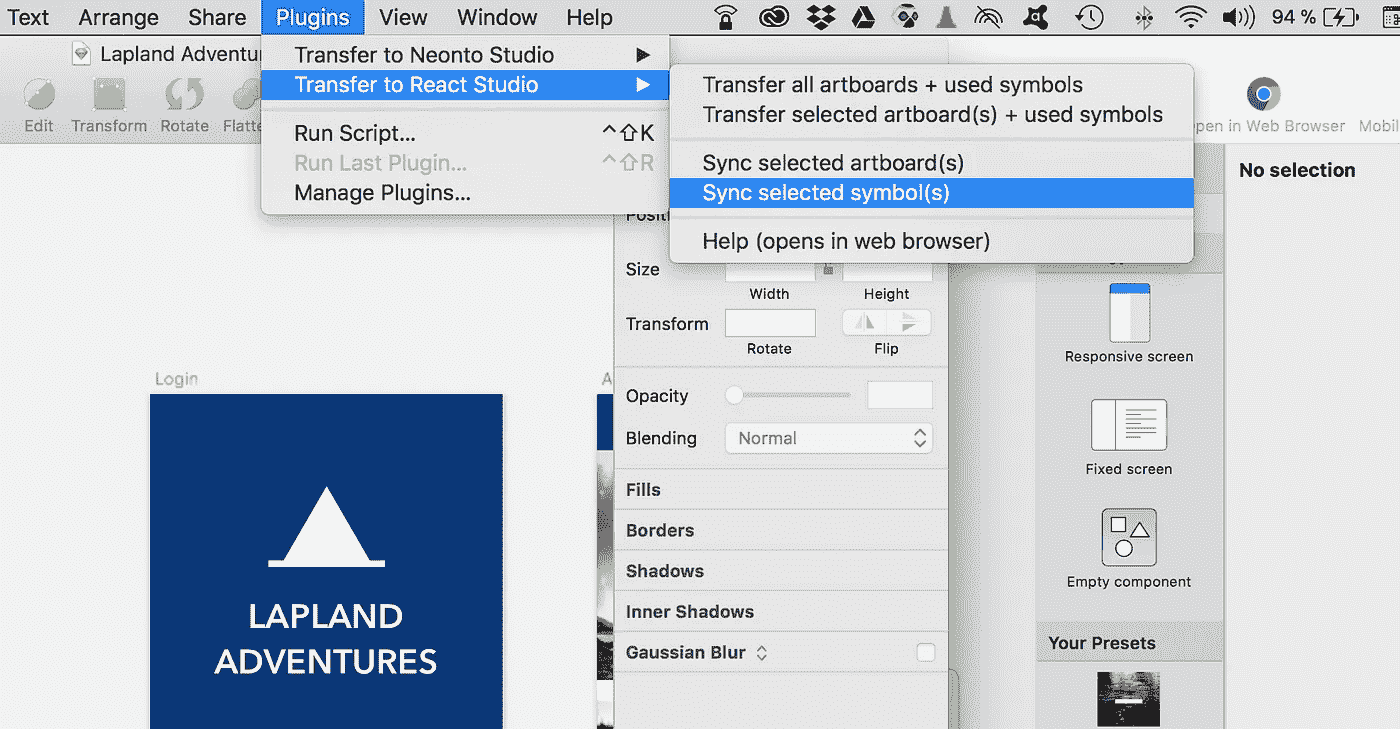 Text Arrange Share Plugins View Window Help 94 %
Lapland Adventu
Transfer to Neonto Studio
Transfer to React Studio
Transfer all artboards + used symbols
Transfer selected artboard(s) + used symbols
Edit Transform Rotate Flatte
pen in Web Browser Mobil
Run Script... ^⇧K
Run Last Plugin... ^⇧R
Manage Plugins...
Sync selected artboard(s)
Sync selected symbol(s)
No selection
Positi
Help (opens in web browser)
Size
Width Height
Transform
Rotate Flip
Responsive screen
Login
A
Opacity
Blending Normal
Fixed screen
Fills
Borders
Shadows
Empty component
Inner Shadows
Gaussian Blur
Your Presets
LAPLAND
ADVENTURES